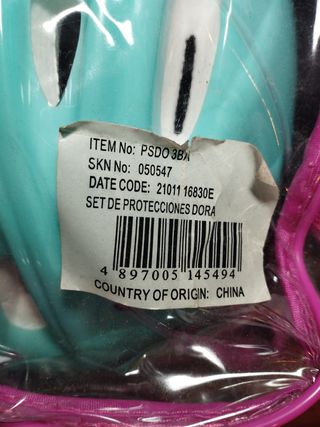 ITEM No: PSDO 3BX
SKN No: 050547
DATE CODE: 21011 16830E
SET DE PROTECCIONES DORA
4 897005 145494
COUNTRY OF ORIGIN: CHINA